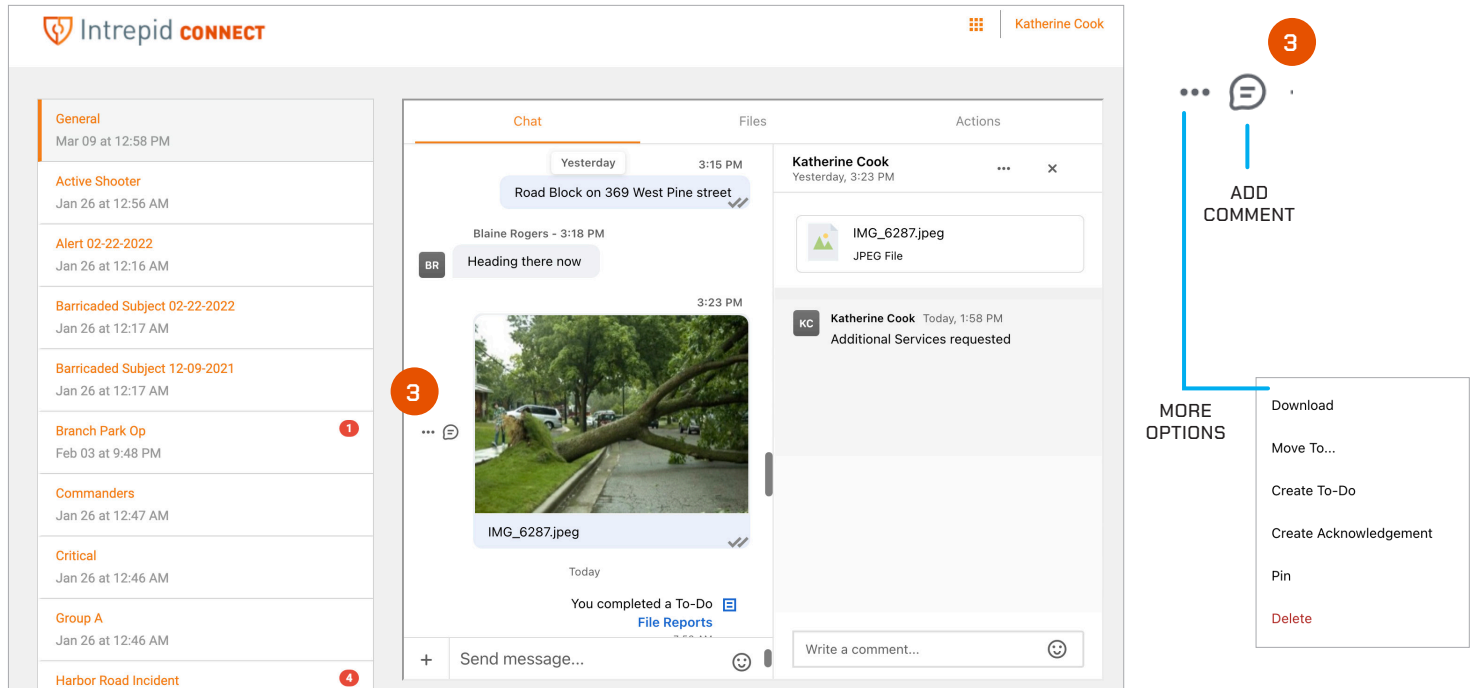 Intrepid CONNECT
Katherine Cook
General
Mar 09 at 12:58 PM
Active Shooter
Jan 26 at 12:56 AM
Alert 02-22-2022
Jan 26 at 12:16 AM
Barricaded Subject 02-22-2022
Jan 26 at 12:17 AM
Barricaded Subject 12-09-2021
Jan 26 at 12:17 AM
Branch Park Op
1
Feb 03 at 9:48 PM
Commanders
Jan 26 at 12:47 AM
Critical
Jan 26 at 12:46 AM
Group A
Jan 26 at 12:46 AM
Harbor Road Incident
4
Chat
Files
Actions
Yesterday
3:15 PM
Road Block on 369 West Pine street
Blaine Rogers - 3:18 PM
BR
Heading there now
3:23 PM
3
IMG_6287.jpeg
Today
You completed a To-Do
File Reports
+
Send message...
Katherine Cook
Yesterday, 3:23 PM
IMG_6287.jpeg
JPEG File
KC
Katherine Cook Today, 1:58 PM
Additional Services requested
Write a comment...
3
ADD
COMMENT
MORE
OPTIONS
Download
Move To...
Create To-Do
Create Acknowledgement
Pin
Delete